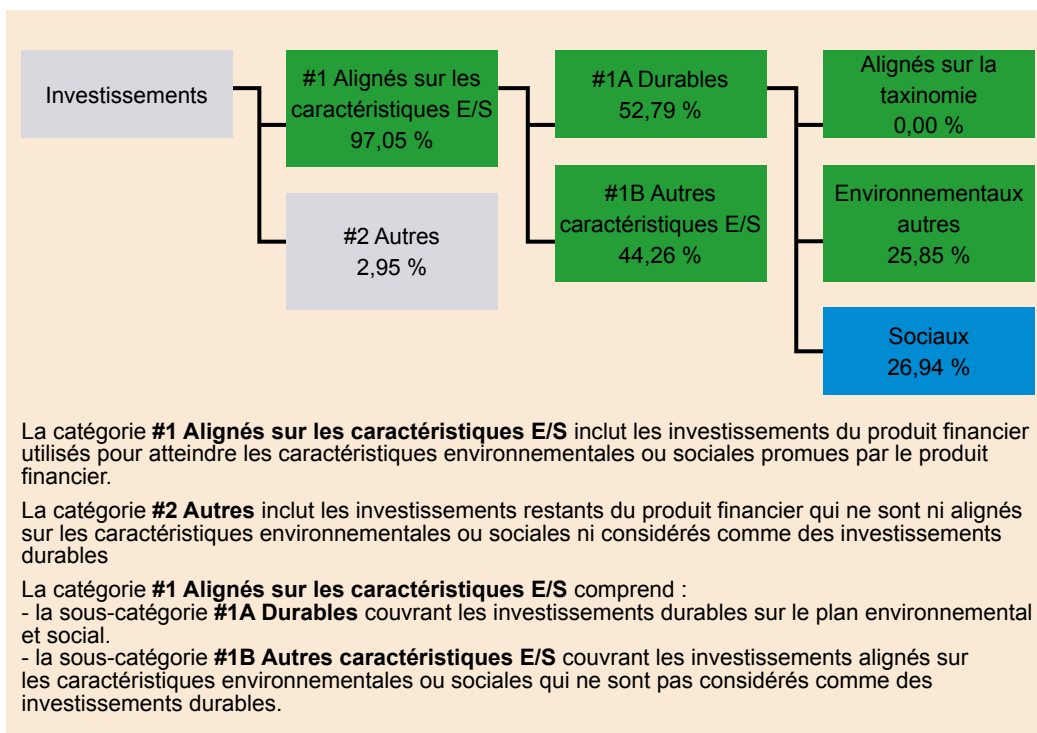 Investissements
#1 Alignés sur les
caractéristiques E/S
97,05 %
#2 Autres
2,95 %
#1A Durables
52,79 %
#1B Autres
caractéristiques E/S
44,26 %
Alignés sur la
taxinomie
0,00 %
Environnementaux
autres
25,85 %
Sociaux
26,94 %
La catégorie #1 Alignés sur les caractéristiques E/S inclut les investissements du produit financier
utilisés pour atteindre les caractéristiques environnementales ou sociales promues par le produit
financier.
La catégorie #2 Autres inclut les investissements restants du produit financier qui ne sont ni alignés
sur les caractéristiques environnementales ou sociales ni considérés comme des investissements
durables
La catégorie #1 Alignés sur les caractéristiques E/S comprend :
- la sous-catégorie #1A Durables couvrant les investissements durables sur le plan environnemental
et social.
- la sous-catégorie #1B Autres caractéristiques E/S couvrant les investissements alignés sur
les caractéristiques environnementales ou sociales qui ne sont pas considérés comme des
investissements durables.